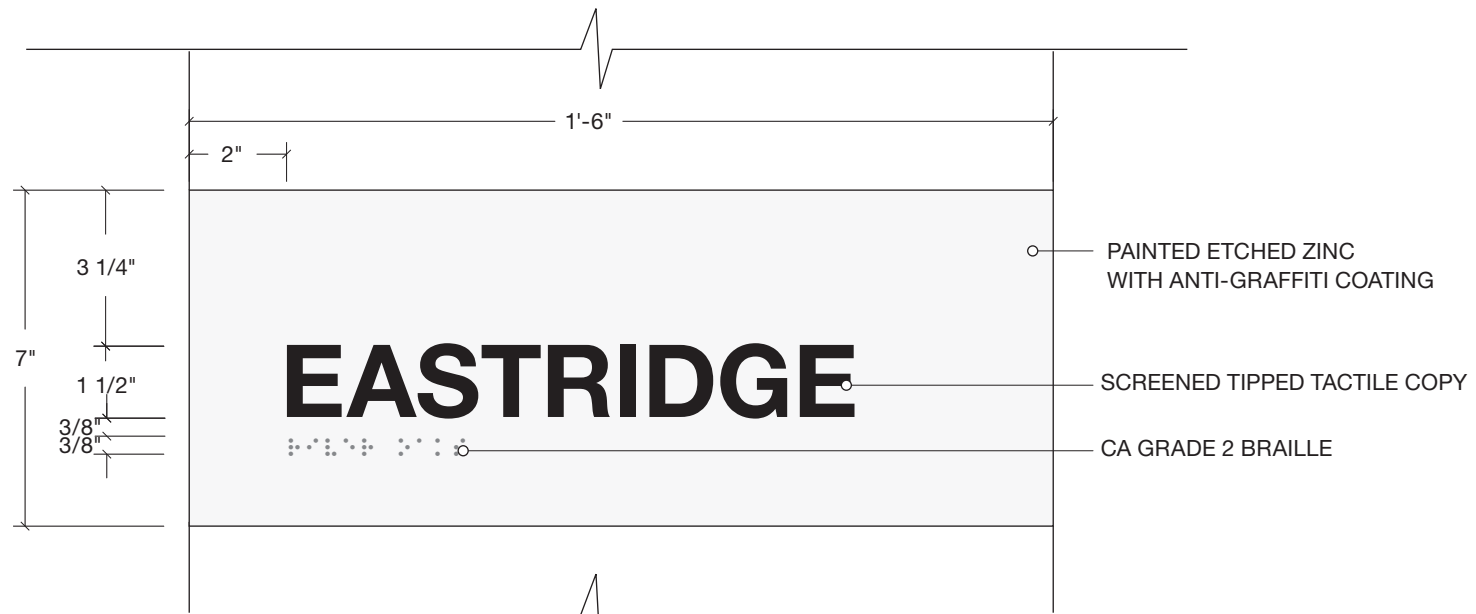 1'-6"
2"
3 1/4"
PAINTED ETCHED ZINC
WITH ANTI-GRAFFITI COATING
7"
EASTRIDGE
1 1/2"
SCREENED TIPPED TACTILE COPY
3/8"
3/8"
CA GRADE 2 BRAILLE